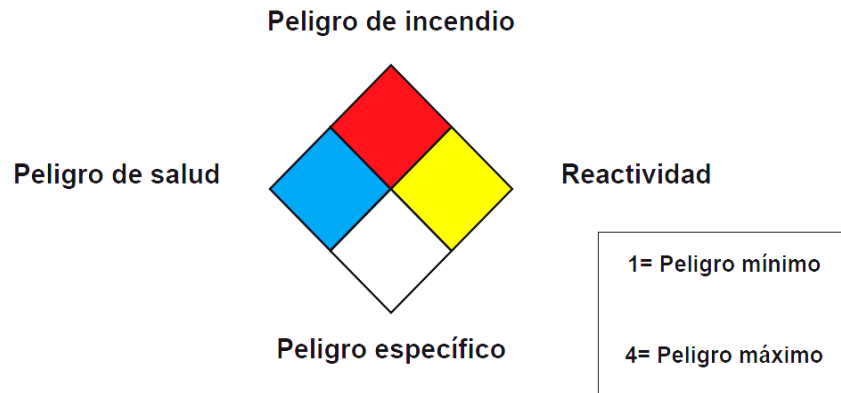 Peligro de incendio
Peligro de salud
Reactividad
Peligro específico
1= Peligro mínimo
4= Peligro máximo